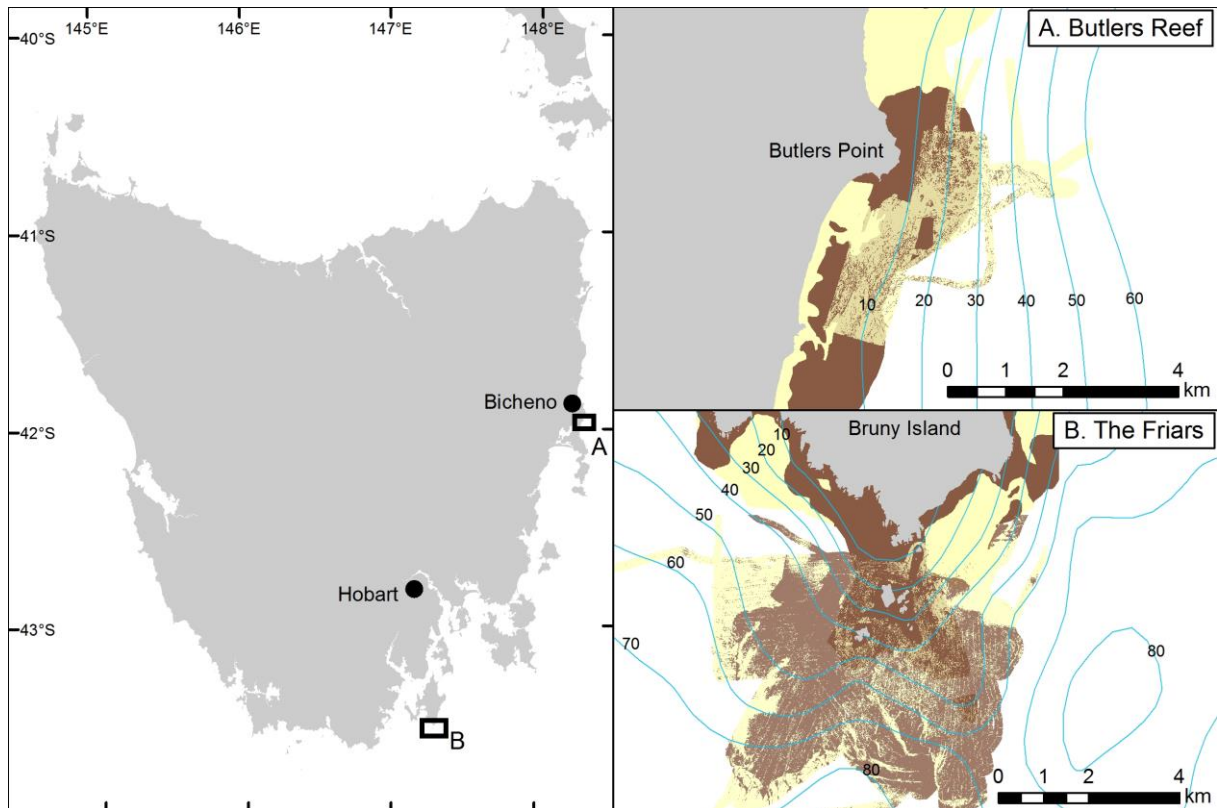 145°E
146°E
147°E
148°E
40°S
41°S
42°S
43°S
Bicheno
A
Hobart
B
A. Butlers Reef
Butlers Point
10
20
30
40
50
60
0 1 2 4
km
B. The Friars
Bruny Island
10
20
30
40
50
60
70
80
80
0 1 2 4
km